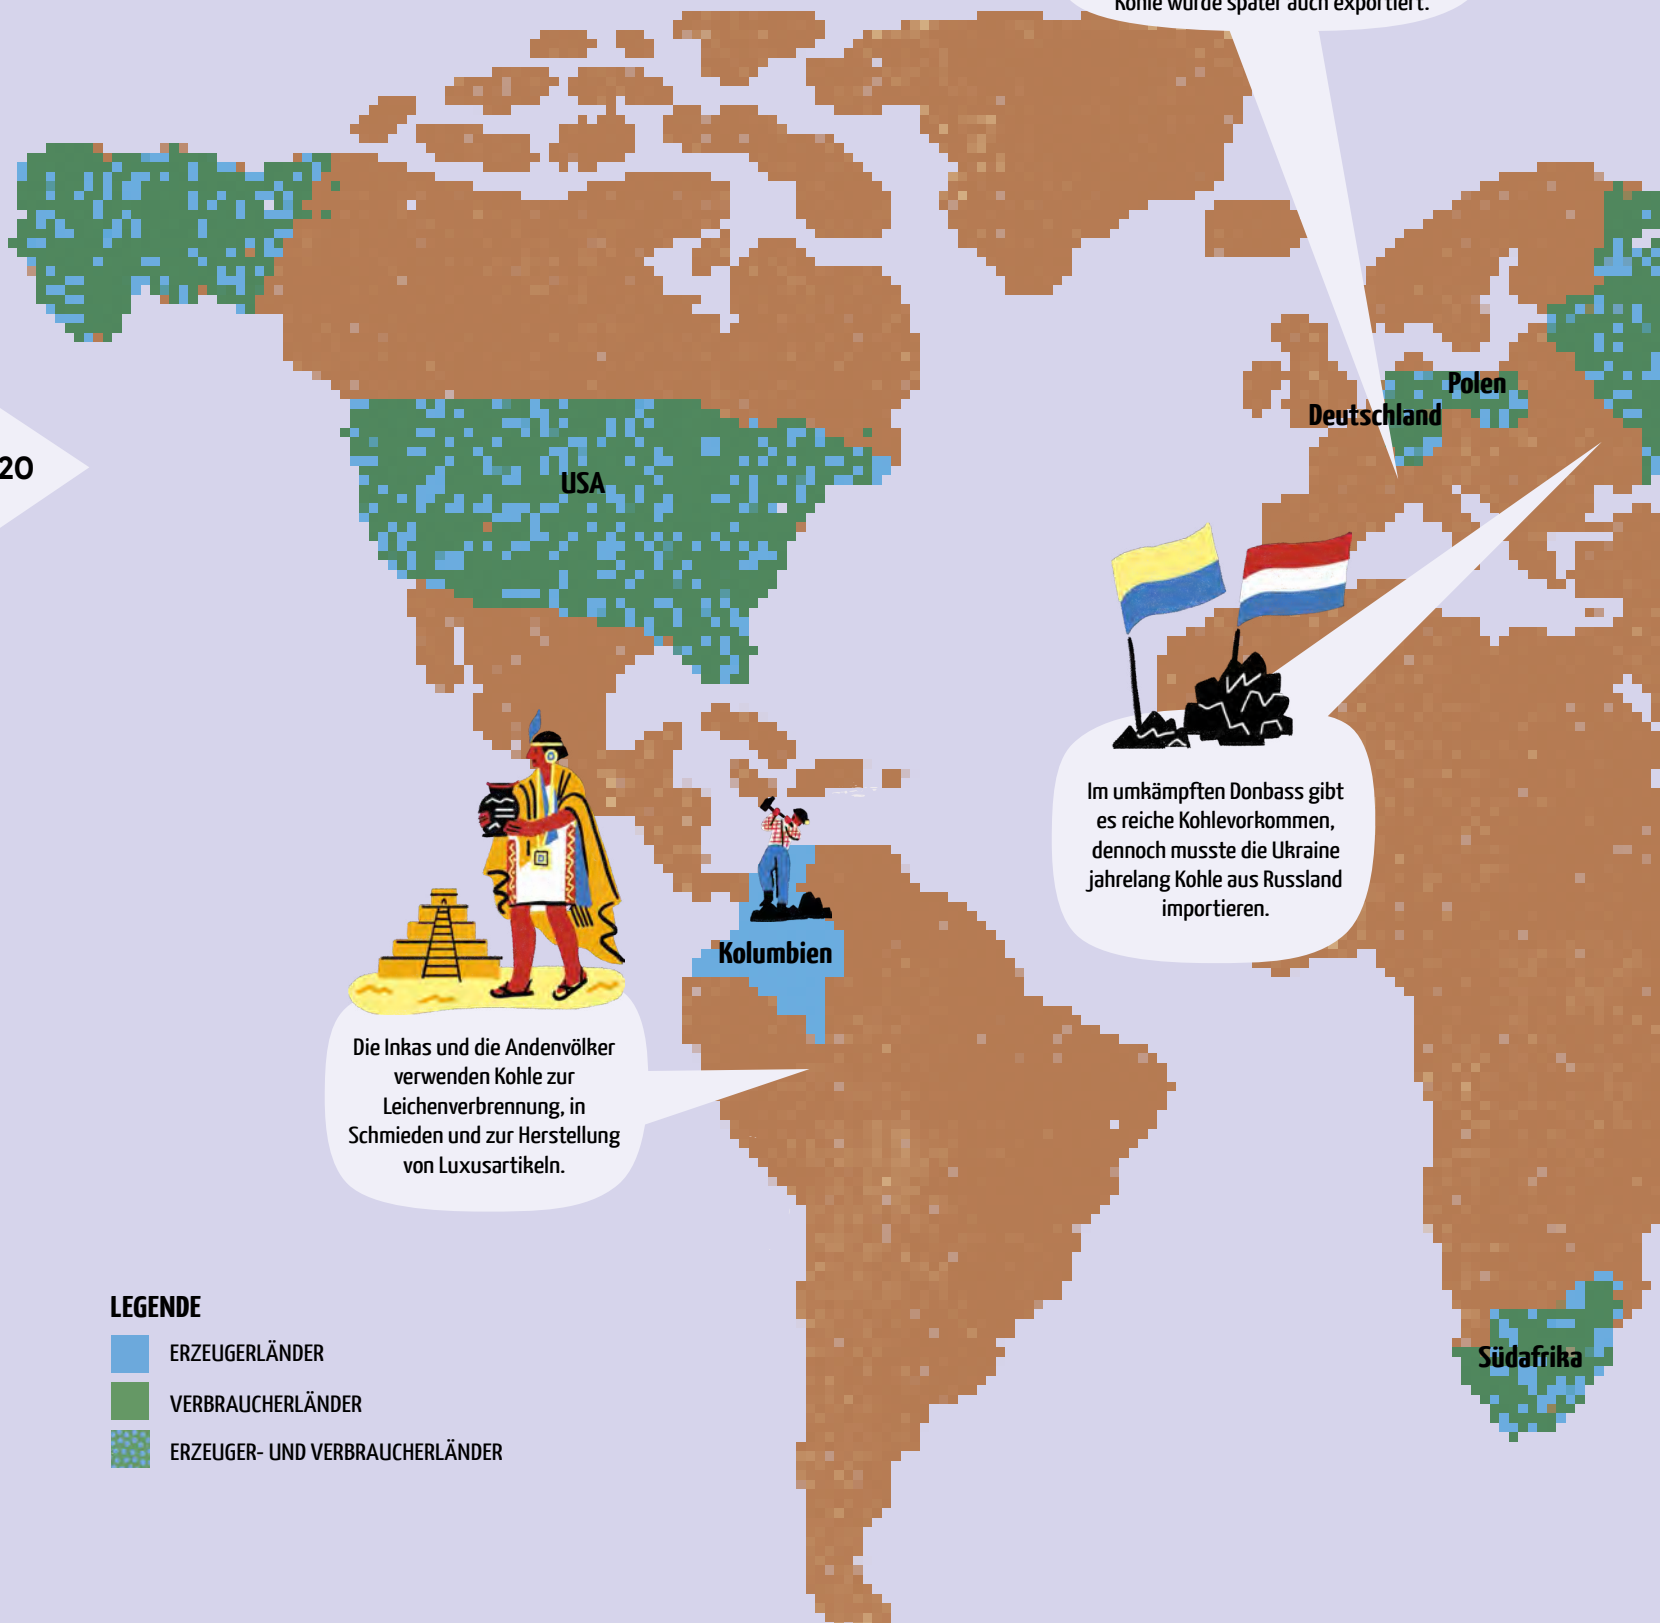 Kohle wurde später auch exportiert.
20
Polen
Deutschland
USA
Im umkämpften Donbass gibt
es reiche Kohlevorkommen,
dennoch musste die Ukraine
jahrelang Kohle aus Russland
importieren.
Kolumbien
Die Inkas und die Andenvölker
verwenden Kohle zur
Leichenverbrennung, in
Schmieden und zur Herstellung
von Luxusartikeln.
LEGENDE
ERZEUGERLÄNDER
VERBRAUCHERLÄNDER
ERZEUGER- UND VERBRAUCHERLÄNDER
Südafrika